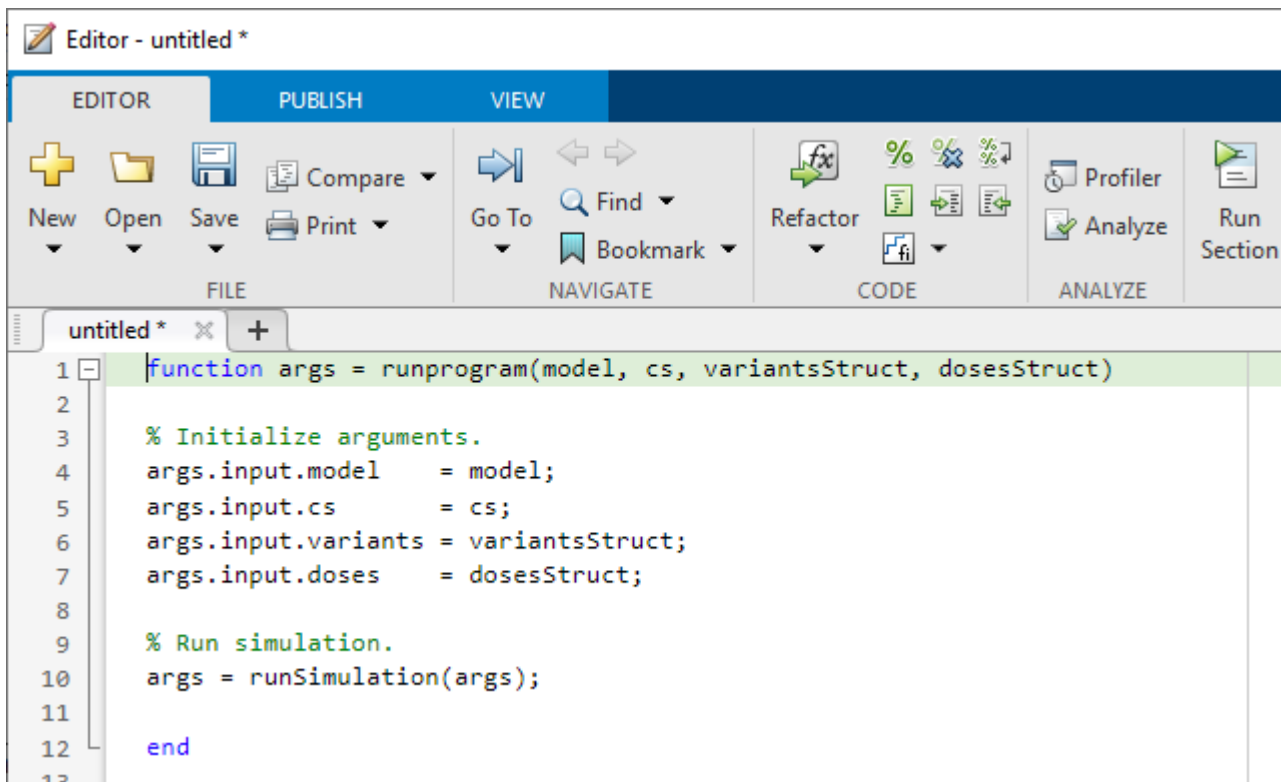 Editor - untitled *
EDITOR PUBLISH VIEW
New Open Save Compare Print
FILE
Go To Find Bookmark
NAVIGATE
Refactor fi
CODE
Profiler
Analyze
ANALYZE
Run
Section
untitled * +
1 function args = runprogram(model, cs, variantsStruct, dosesStruct)
2
3 % Initialize arguments.
4 args.input.model    = model;
5 args.input.cs       = cs;
6 args.input.variants = variantsStruct;
7 args.input.doses    = dosesStruct;
8
9 % Run simulation.
10 args = runSimulation(args);
11
12 end
13